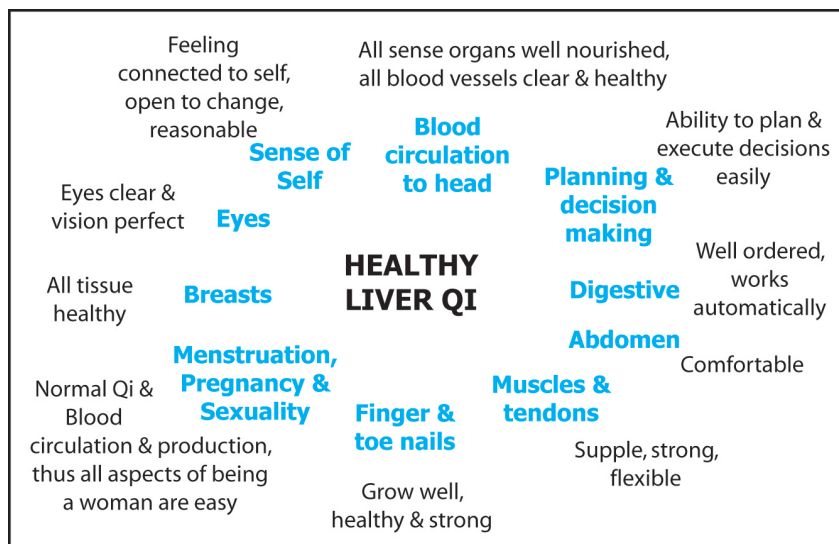 Feeling
connected to self,
open to change,
reasonable
All sense organs well nourished,
all blood vessels clear & healthy
Sense of
Self
Blood
circulation
to head
Ability to plan &
execute decisions
easily
Planning &
decision
making
Eyes clear &
vision perfect
Eyes
HEALTHY
LIVER QI
Well ordered,
works
automatically
Digestive
All tissue
healthy
Breasts
Abdomen
Comfortable
Menstruation,
Pregnancy &
Sexuality
Normal Qi &
Blood
circulation & production,
thus all aspects of being
a woman are easy
Finger &
toe nails
Grow well,
healthy & strong
Muscles &
tendons
Supple, strong,
flexible